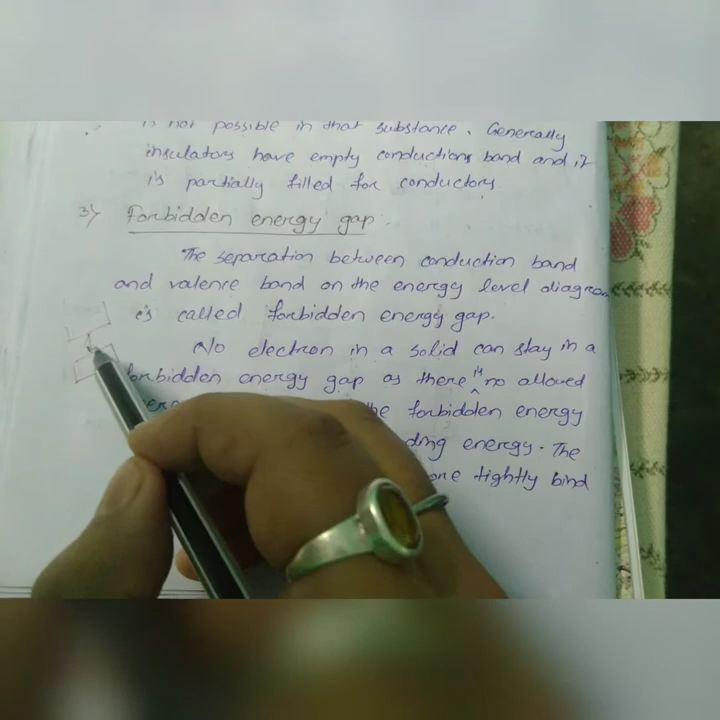 is not possible in that substance. Generally
insulators have empty conductions band and it
is partially filled for conductors
3) Forbidden energy gap.
The separation between conduction band
and valence band on the energy level diagram
is called forbidden energy gap.
No electron in a solid can stay in a
forbidden energy gap as there is no allowed
the forbidden energy
energy. The
tightly bind